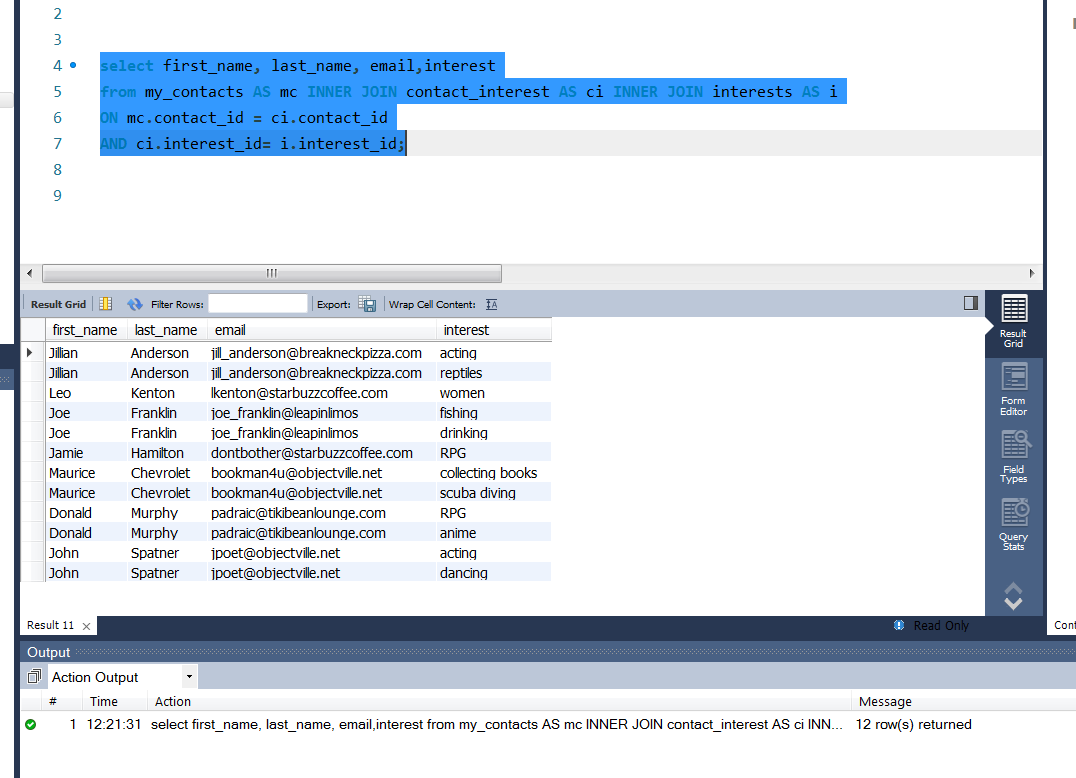 2
3
4 select first_name, last_name, email,interest
5 from my_contacts AS mc INNER JOIN contact_interest AS ci INNER JOIN interests AS i
6 ON mc.contact_id = ci.contact_id
7 AND ci.interest_id= i.interest_id;
8
9
Result Grid Filter Rows: Export: Wrap Cell Content: IA
first_name last_name email interest
Jillian Anderson jill_anderson@breakneckpizza.com acting
Jillian Anderson jill_anderson@breakneckpizza.com reptiles
Leo Kenton lkenton@starbuzzcoffee.com women
Joe Franklin joe_franklin@leapinlimos fishing
Joe Franklin joe_franklin@leapinlimos drinking
Jamie Hamilton dontbother@starbuzzcoffee.com RPG
Maurice Chevrolet bookman4u@objectville.net collecting books
Maurice Chevrolet bookman4u@objectville.net scuba diving
Donald Murphy padraic@tikibeanlounge.com RPG
Donald Murphy padraic@tikibeanlounge.com anime
John Spatner jpoet@objectville.net acting
John Spatner jpoet@objectville.net dancing
Result
Grid
Form
Editor
Field
Types
Query
Stats
Result 11 Read Only
Cont
Output
Action Output
# Time Action Message
1 12:21:31 select first_name, last_name, email,interest from my_contacts AS mc INNER JOIN contact_interest AS ci INN... 12 row(s) returned